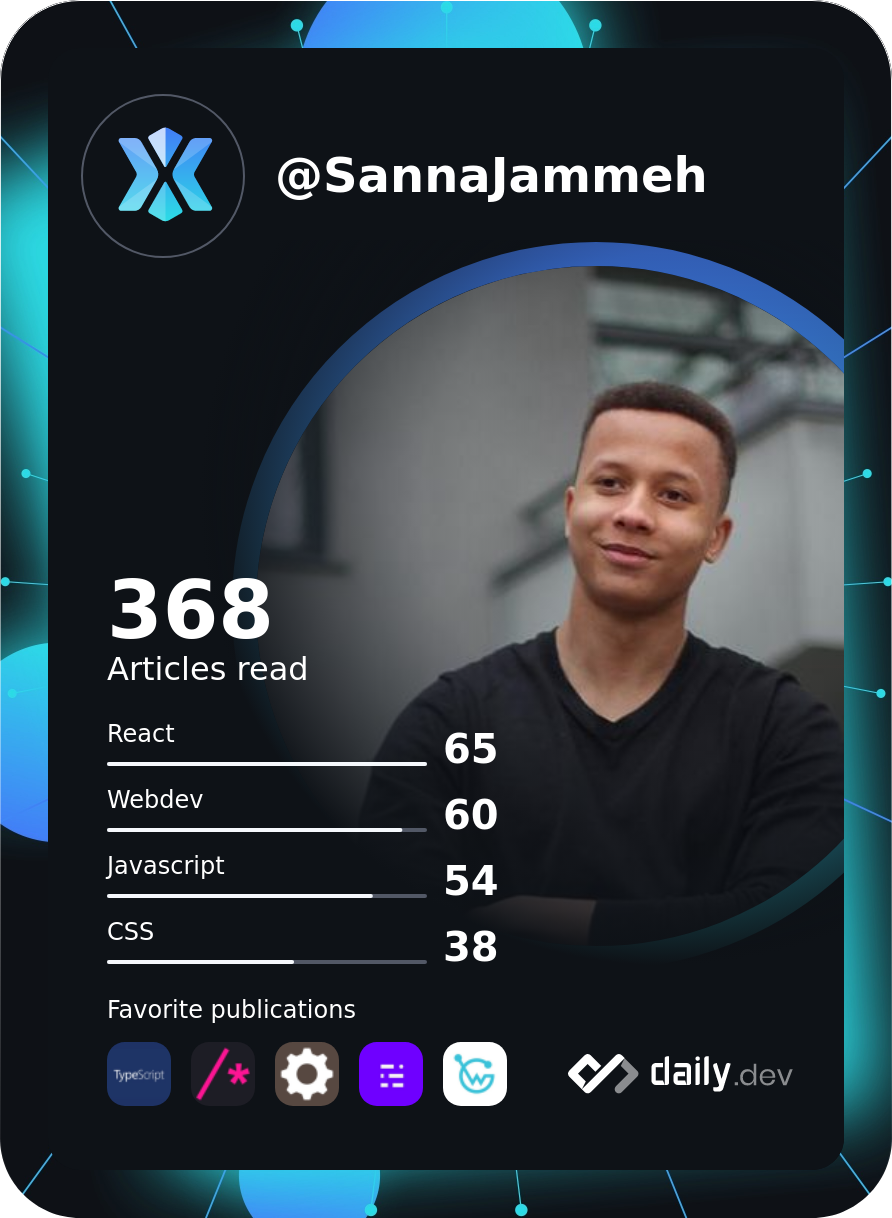 @SannaJammeh
368
Articles read
React
65
Webdev
60
Javascript
54
CSS
38
Favorite publications
TypeScript
daily.dev